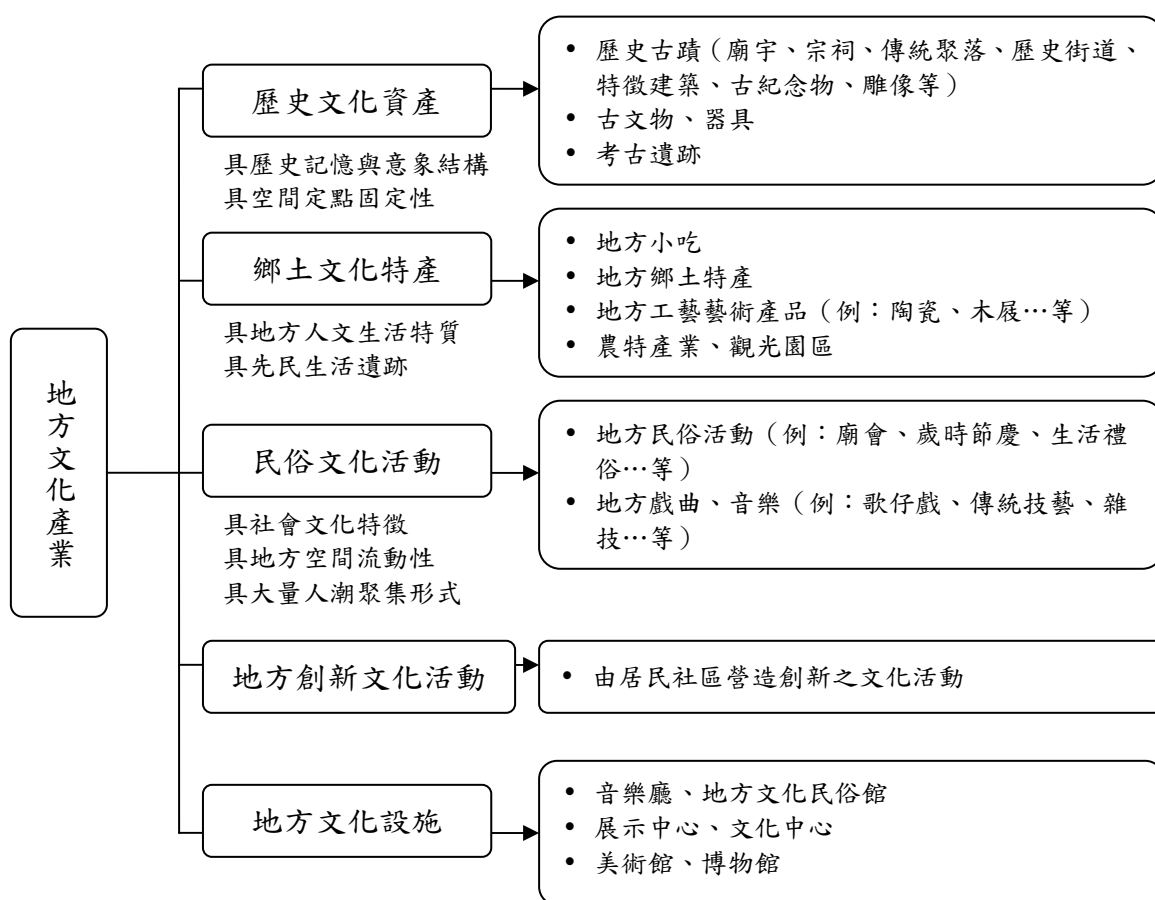 地方文化產業
歷史文化資產
具歷史記憶與意象結構
具空間定點固定性
• 歷史古蹟（廟宇、宗祠、傳統聚落、歷史街道、
特徵建築、古紀念物、雕像等）
• 古文物、器具
• 考古遺跡
鄉土文化特產
具地方人文生活特質
具先民生活遺跡
• 地方小吃
• 地方鄉土特產
• 地方工藝藝術產品（例：陶瓷、木屐…等）
• 農特產業、觀光園區
民俗文化活動
具社會文化特徵
具地方空間流動性
具大量人潮聚集形式
• 地方民俗活動（例：廟會、歲時節慶、生活禮
俗…等）
• 地方戲曲、音樂（例：歌仔戲、傳統技藝、雜
技…等）
地方創新文化活動
• 由居民社區營造創新之文化活動
地方文化設施
• 音樂廳、地方文化民俗館
• 展示中心、文化中心
• 美術館、博物館